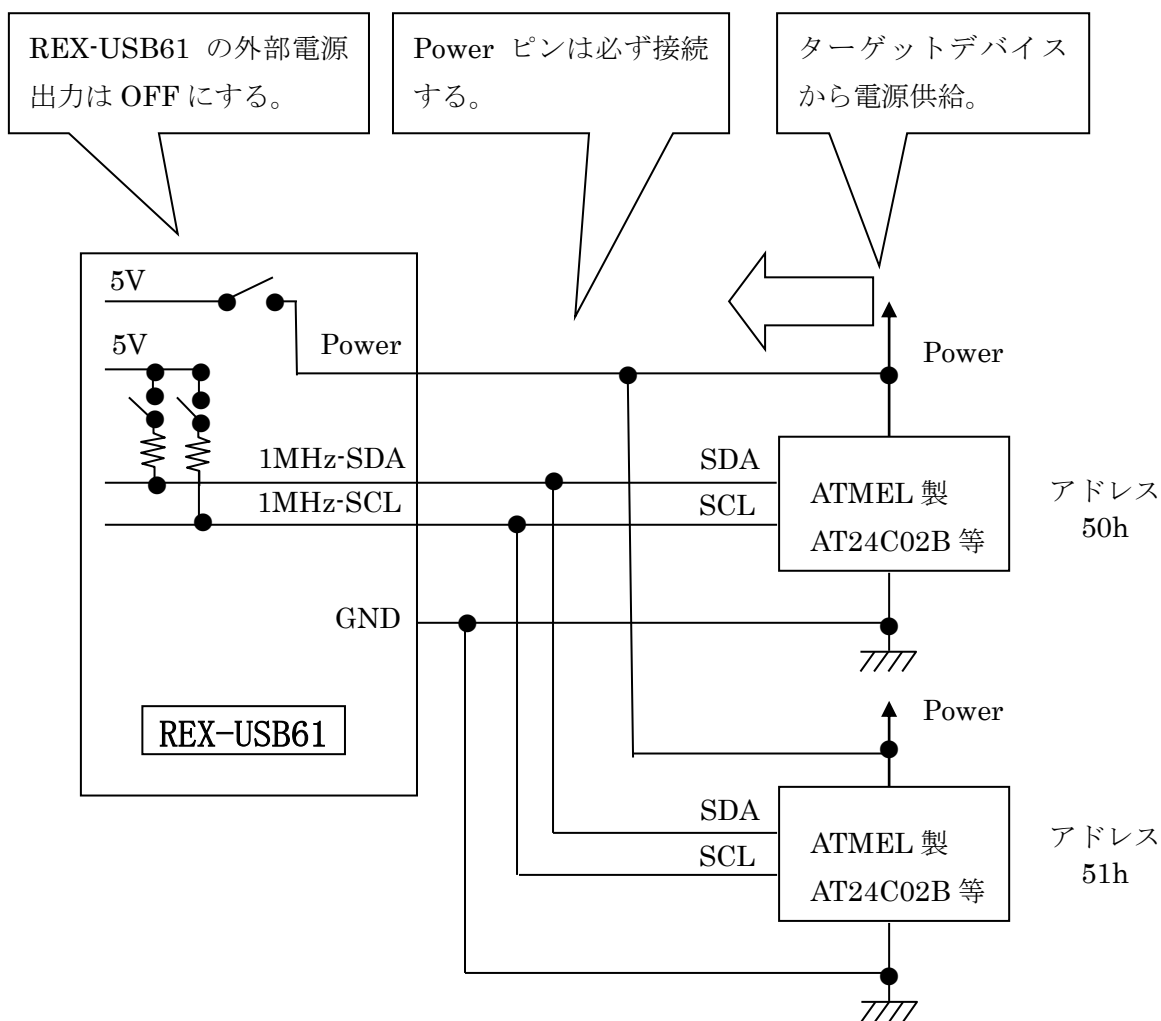 REX-USB61 の外部電源
出力は OFF にする。
Power ピンは必ず接続
する。
ターゲットデバイス
から電源供給。
5V
5V
Power
Power
1MHz-SDA
1MHz-SCL
SDA
SCL
ATMEL 製
AT24C02B 等
アドレス
50h
GND
REX-USB61
Power
SDA
SCL
ATMEL 製
AT24C02B 等
アドレス
51h